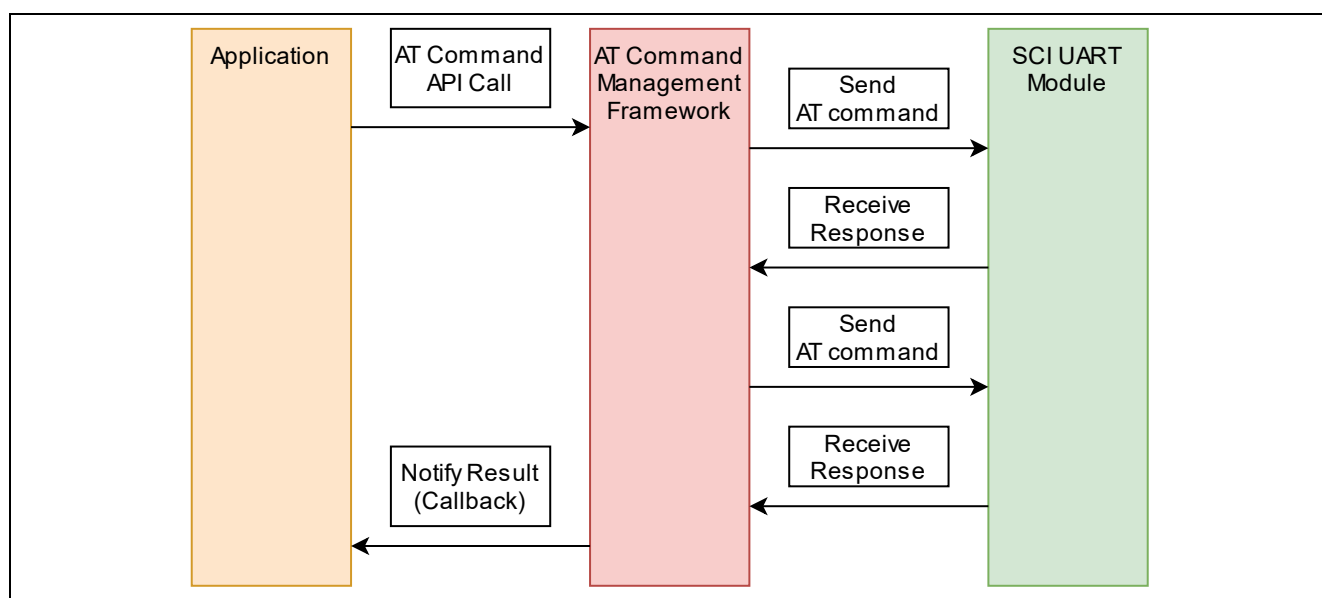 Application
AT Command
API Call
AT Command
Management
Framework
SCI UART
Module
Send
AT command
Receive
Response
Send
AT command
Receive
Response
Notify Result
(Callback)